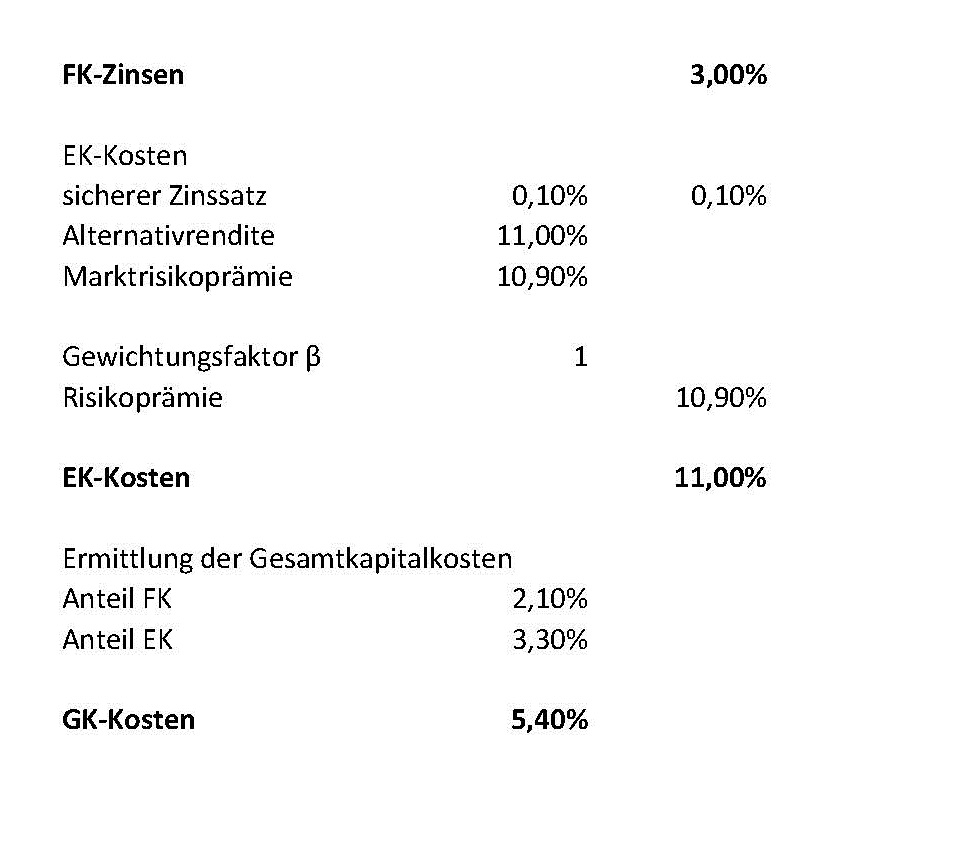 FK-Zinsen 3,00%
EK-Kosten
sicherer Zinssatz 0,10% 0,10%
Alternativrendite 11,00%
Marktrisikoprämie 10,90%
Gewichtungsfaktor β 1
Risikoprämie 10,90%
EK-Kosten 11,00%
Ermittlung der Gesamtkapitalkosten
Anteil FK 2,10%
Anteil EK 3,30%
GK-Kosten 5,40%